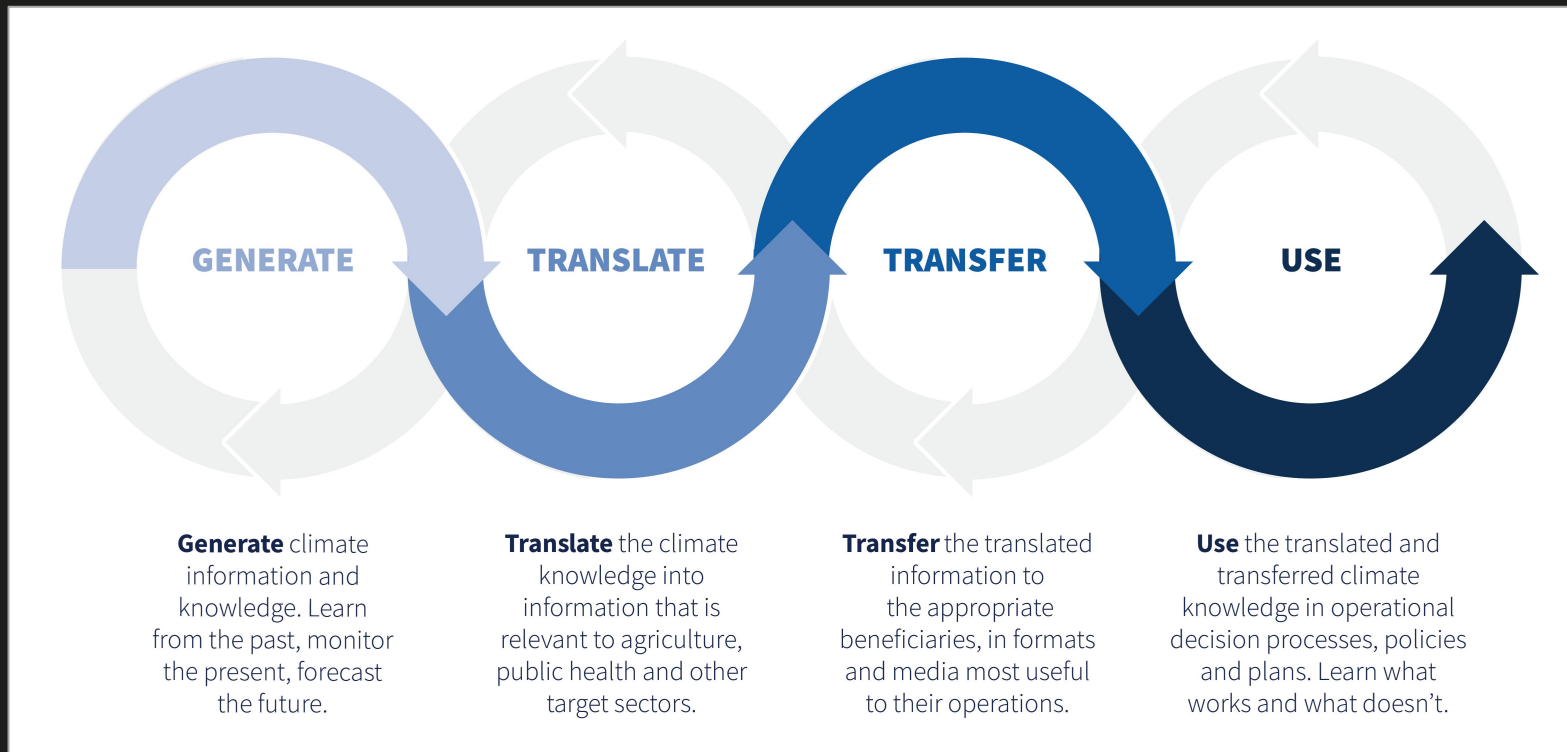 GENERATE
TRANSLATE
TRANSFER
USE
Generate climate
information and
knowledge. Learn
from the past, monitor
the present, forecast
the future.
Translate the climate
knowledge into
information that is
relevant to agriculture,
public health and other
target sectors.
Transfer the translated
information to
the appropriate
beneficiaries, in formats
and media most useful
to their operations.
Use the translated and
transferred climate
knowledge in operational
decision processes, policies
and plans. Learn what
works and what doesn’t.